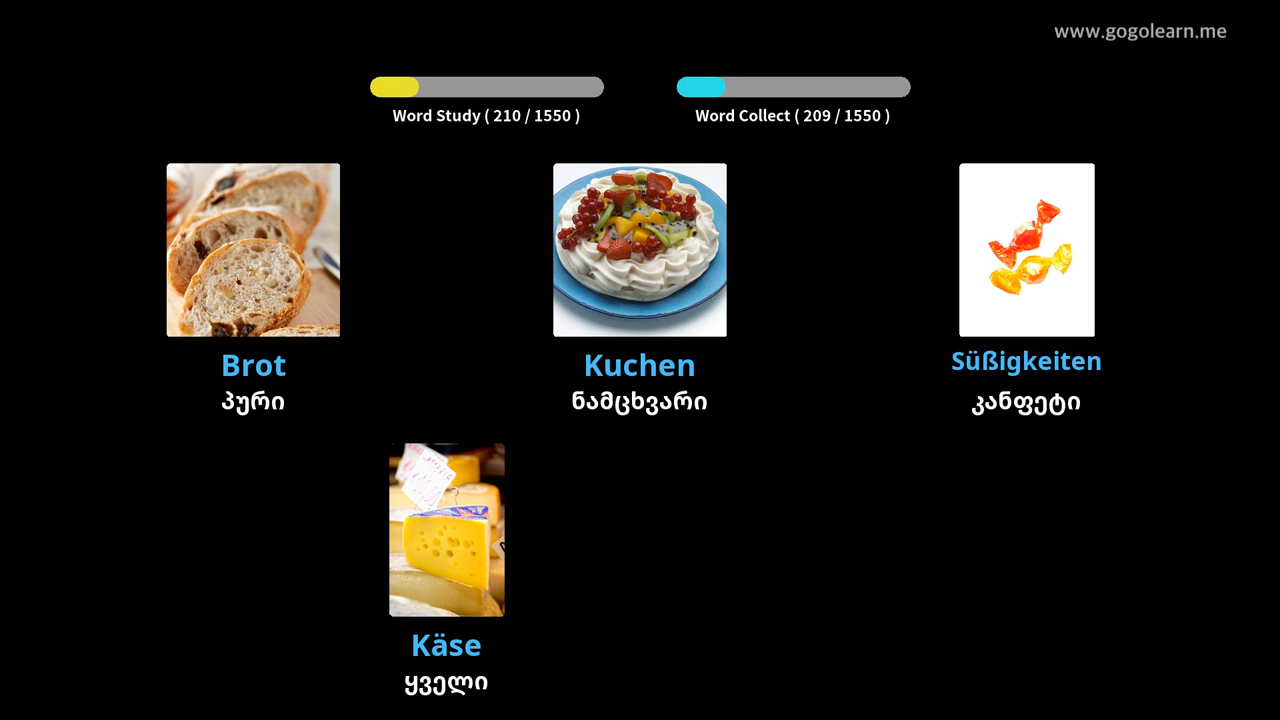 www.gogolearn.me
Word Study ( 210 / 1550 )
Word Collect ( 209 / 1550 )
Brot
Kuchen
Süßigkeiten
პური
ნამცხვარი
კანფეტი
Käse
ყველი